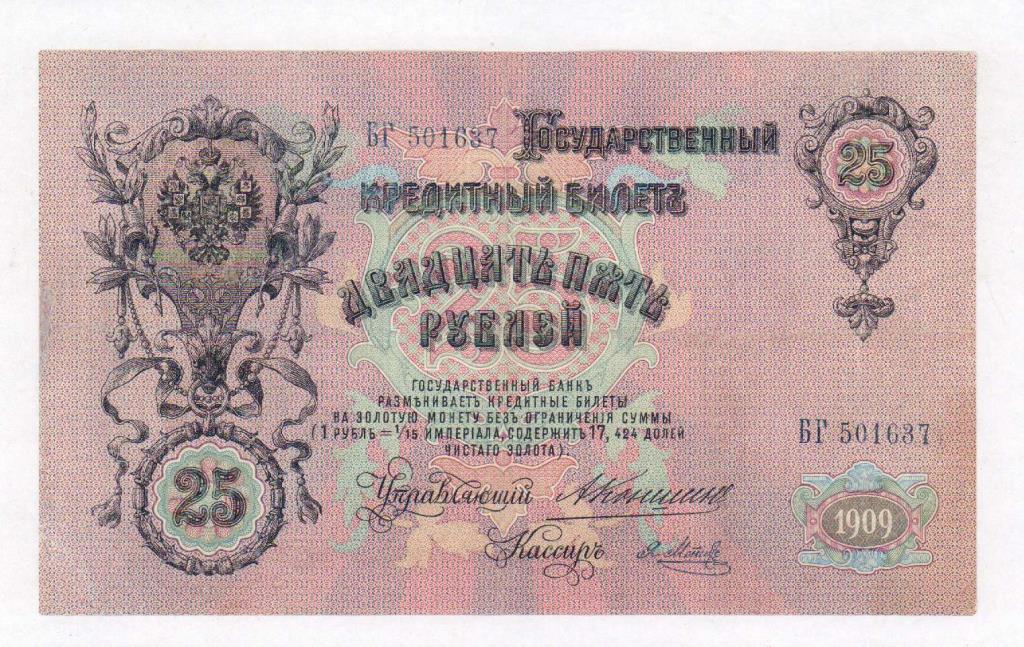 БГ 501637 Государственный
Кредитный Билетъ
25
Двадцать пять
рублей
Государственный Банкъ
размѣниваетъ кредитные билеты
на золотую монету безъ ограниченія суммы
(1 рубль = 1/15 имперіала, содержитъ 17, 424 долей
чистаго золота).
БГ 501637
25
Управляющій
Кассиръ
1909